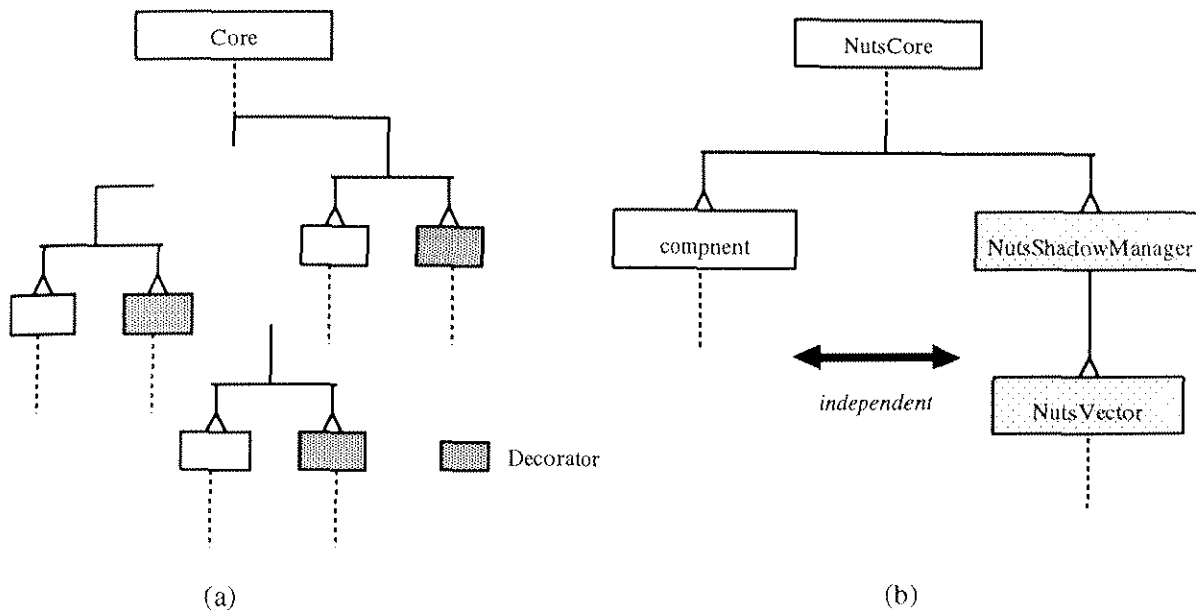 Core
NutsCore
compnent
NutsShadowManager
independent
NutsVector
Decorator
(a)
(b)